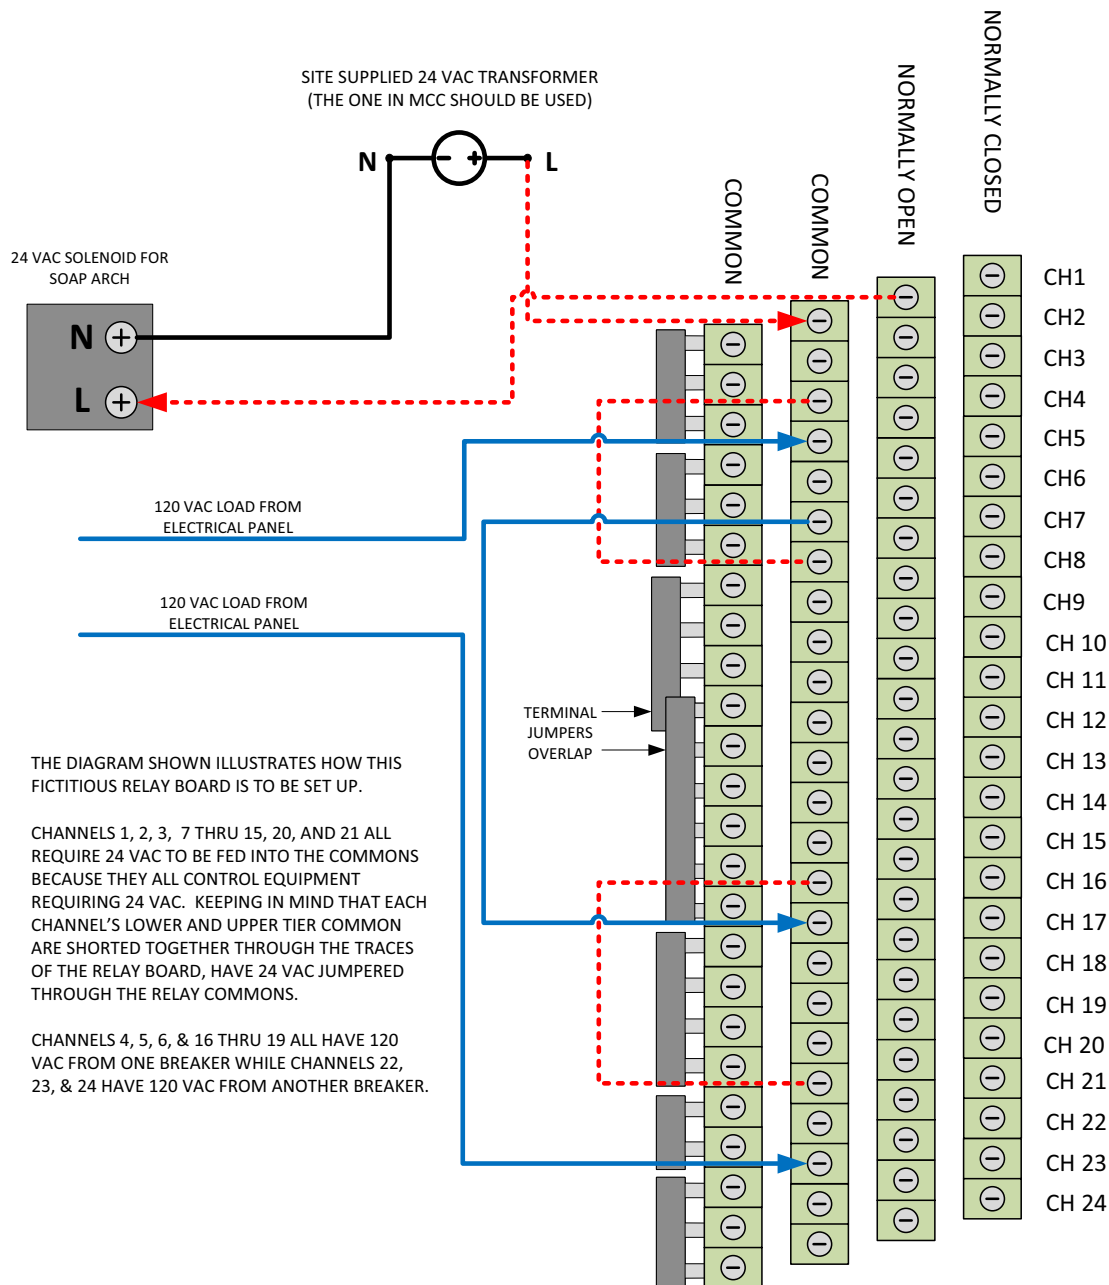 SITE SUPPLIED 24 VAC TRANSFORMER
(THE ONE IN MCC SHOULD BE USED)
N
L
24 VAC SOLENOID FOR
SOAP ARCH
N
L
COMMON
COMMON
NORMALLY OPEN
NORMALLY CLOSED
120 VAC LOAD FROM
ELECTRICAL PANEL
120 VAC LOAD FROM
ELECTRICAL PANEL
TERMINAL
JUMPERS
OVERLAP
THE DIAGRAM SHOWN ILLUSTRATES HOW THIS
FICTITIOUS RELAY BOARD IS TO BE SET UP.
CHANNELS 1, 2, 3, 7 THRU 15, 20, AND 21 ALL
REQUIRE 24 VAC TO BE FED INTO THE COMMONS
BECAUSE THEY ALL CONTROL EQUIPMENT
REQUIRING 24 VAC. KEEPING IN MIND THAT EACH
CHANNEL'S LOWER AND UPPER TIER COMMON
ARE SHORTED TOGETHER THROUGH THE TRACES
OF THE RELAY BOARD, HAVE 24 VAC JUMPERED
THROUGH THE RELAY COMMONS.
CHANNELS 4, 5, 6, & 16 THRU 19 ALL HAVE 120
VAC FROM ONE BREAKER WHILE CHANNELS 22,
23, & 24 HAVE 120 VAC FROM ANOTHER BREAKER.
CH1
CH2
CH3
CH4
CH5
CH6
CH7
CH8
CH9
CH 10
CH 11
CH 12
CH 13
CH 14
CH 15
CH 16
CH 17
CH 18
CH 19
CH 20
CH 21
CH 22
CH 23
CH 24